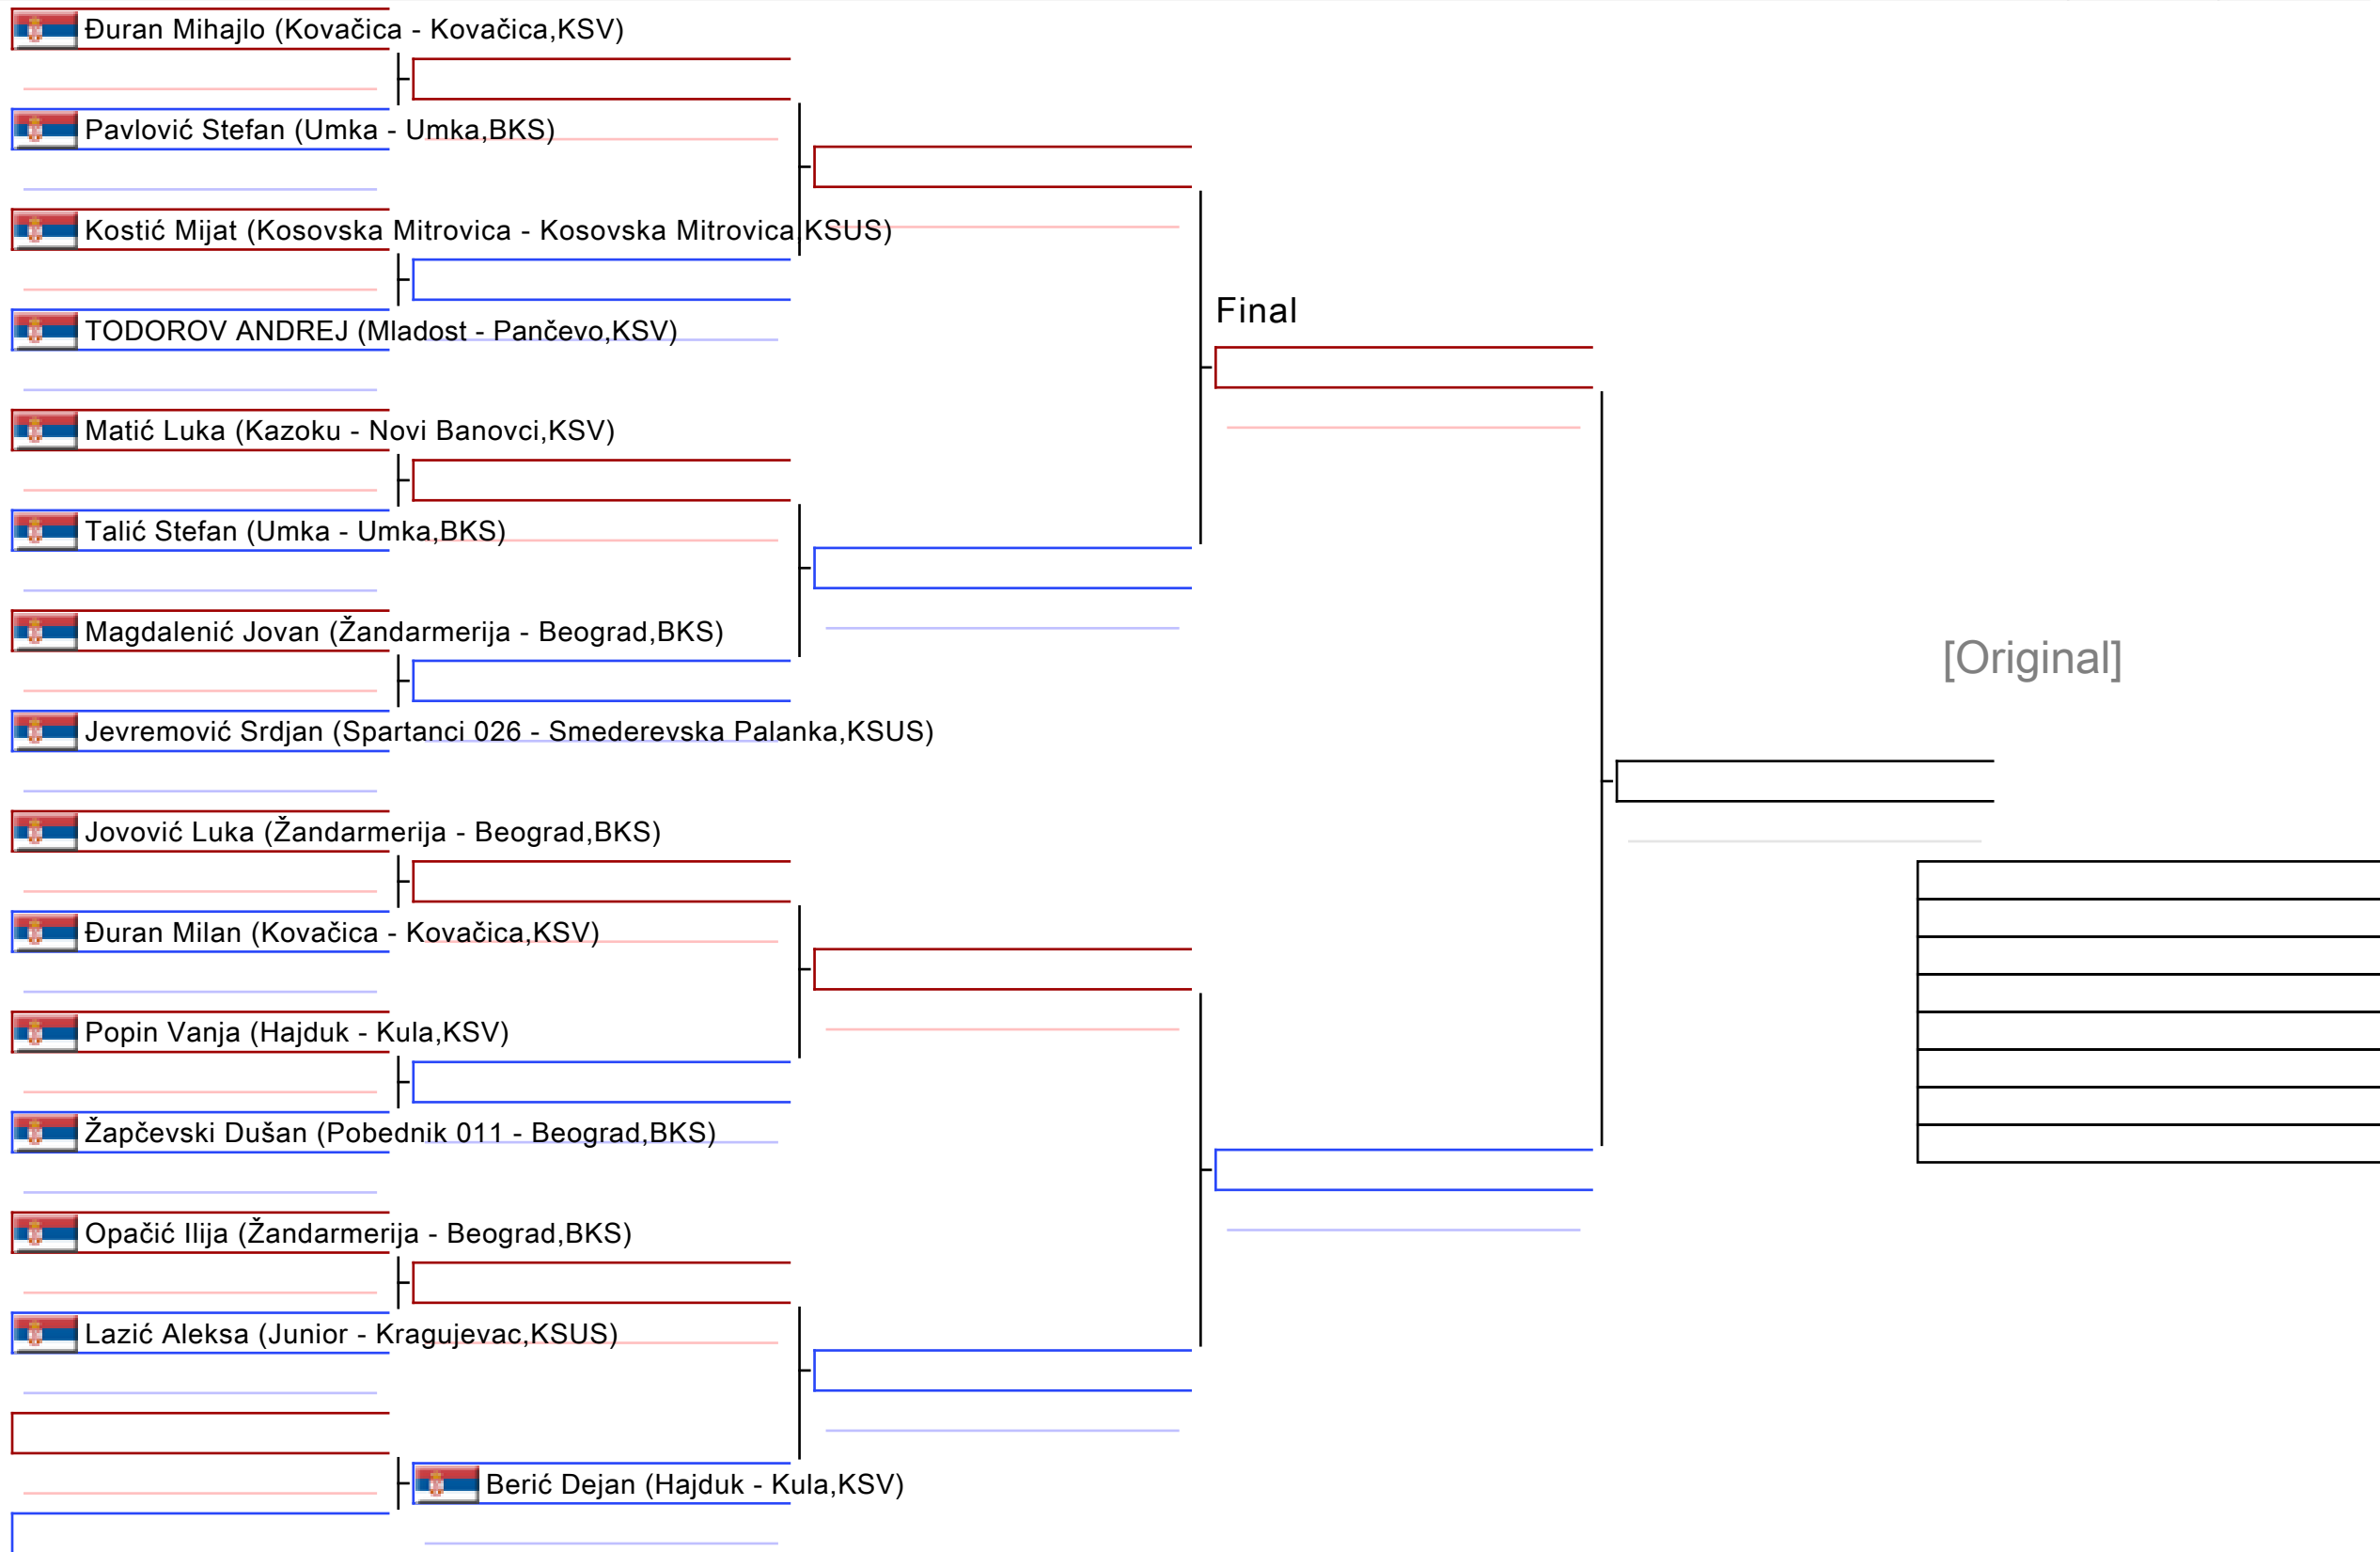 Đuran Mihajlo (Kovačica - Kovačica,KSV)
Pavlović Stefan (Umka - Umka,BKS)
Kostić Mijat (Kosovska Mitrovica - Kosovska Mitrovica,KSUS)
Final
TODOROV ANDREJ (Mladost - Pančevo,KSV)
Matić Luka (Kazoku - Novi Banovci,KSV)
Talić Stefan (Umka - Umka,BKS)
Magdalenić Jovan (Žandarmerija - Beograd,BKS)
[Original]
Jevremović Srdjan (Spartanci 026 - Smederevska Palanka,KSUS)
Jovović Luka (Žandarmerija - Beograd,BKS)
Đuran Milan (Kovačica - Kovačica,KSV)
Popin Vanja (Hajduk - Kula,KSV)
Žapčevski Dušan (Pobednik 011 - Beograd,BKS)
Opačić Ilija (Žandarmerija - Beograd,BKS)
Lazić Aleksa (Junior - Kragujevac,KSUS)
Berić Dejan (Hajduk - Kula,KSV)